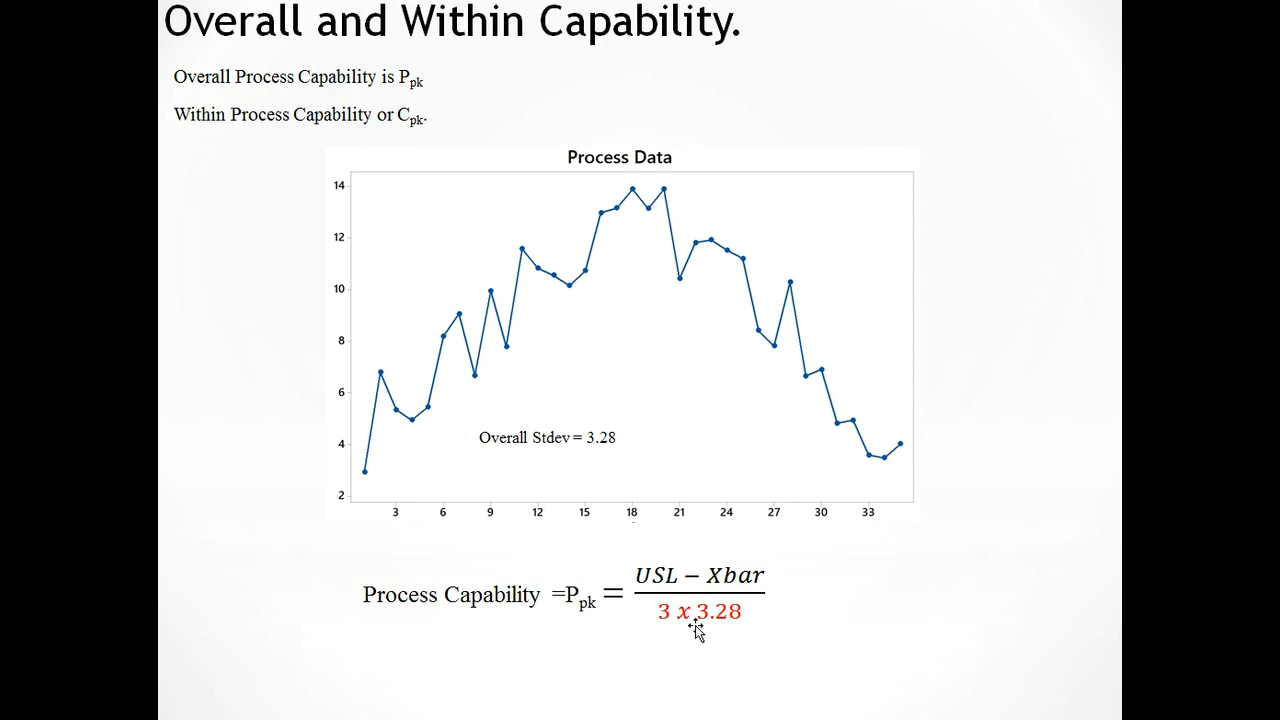 Overall and Within Capability.
Overall Process Capability is Ppk
Within Process Capability or Cpk.
Process Data
14
12
10
8
6
4
2
Overall Stdev = 3.28
3 6 9 12 15 18 21 24 27 30 33
USL − Xbar
Process Capability =Ppk =
3 x 3.28